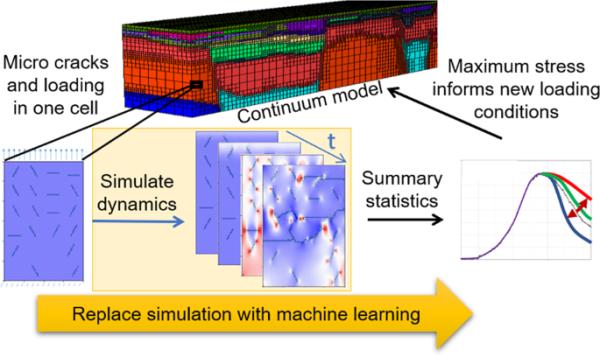 Micro cracks
and loading
in one cell
Continuum model
Maximum stress
informs new loading
conditions
Simulate
dynamics
t
Summary
statistics
Replace simulation with machine learning